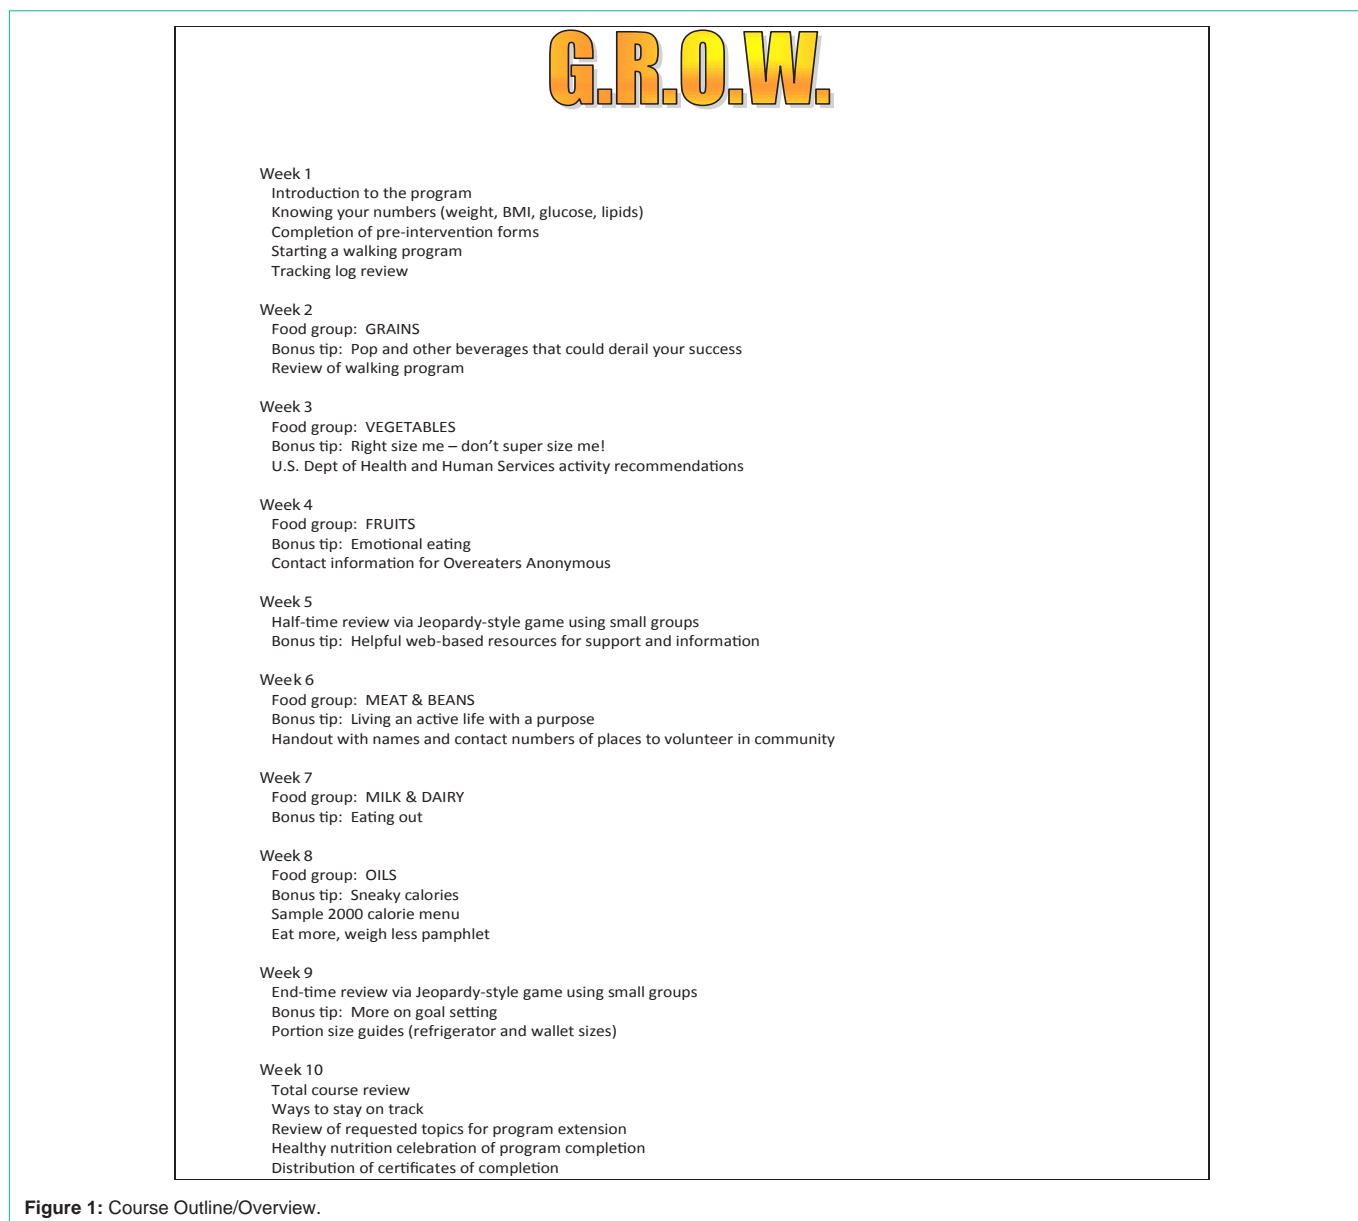 G.R.O.W.
Week 1
Introduction to the program
Knowing your numbers (weight, BMI, glucose, lipids)
Completion of pre-intervention forms
Starting a walking program
Tracking log review
Week 2
Food group:  GRAINS
Bonus tip:  Pop and other beverages that could derail your success
Review of walking program
Week 3
Food group:  VEGETABLES
Bonus tip:  Right size me – don’t super size me!
U.S. Dept of Health and Human Services activity recommendations
Week 4
Food group:  FRUITS
Bonus tip:  Emotional eating
Contact information for Overeaters Anonymous
Week 5
Half-time review via Jeopardy-style game using small groups
Bonus tip:  Helpful web-based resources for support and information
Week 6
Food group:  MEAT & BEANS
Bonus tip:  Living an active life with a purpose
Handout with names and contact numbers of places to volunteer in community
Week 7
Food group:  MILK & DAIRY
Bonus tip:  Eating out
Week 8
Food group:  OILS
Bonus tip:  Sneaky calories
Sample 2000 calorie menu
Eat more, weigh less pamphlet
Week 9
End-time review via Jeopardy-style game using small groups
Bonus tip:  More on goal setting
Portion size guides (refrigerator and wallet sizes)
Week 10
Total course review
Ways to stay on track
Review of requested topics for program extension
Healthy nutrition celebration of program completion
Distribution of certificates of completion
Figure 1: Course Outline/Overview.